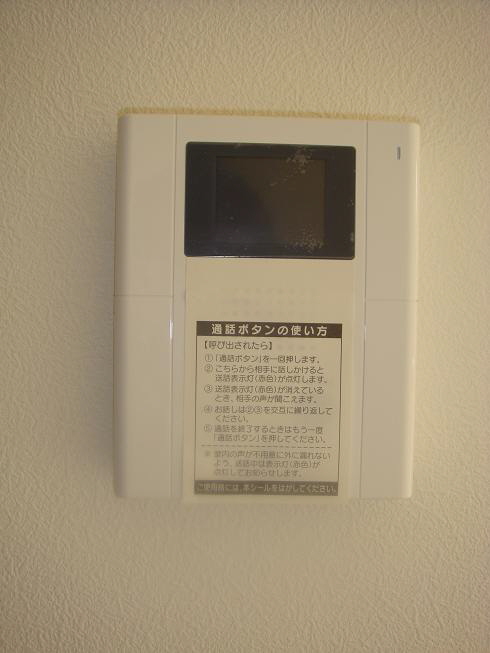 通話ボタンの使い方
【呼び出されたら】
①「通話ボタン」を一回押します。
② こちらから相手に話しかけると
送話表示灯(赤色)が点灯します。
③ 送話表示灯(赤色)が消えている
とき、相手の声が聞こえます。
④ お話しは②③を交互に繰り返して
ください。
⑤ 通話を終了するときはもう一度
「通話ボタン」を押してください。
※ 室内の声が不用意に外に漏れない
よう、送話中は表示灯(赤色)が
点灯してお知らせします。
ご使用前には、本シールをはがしてください。